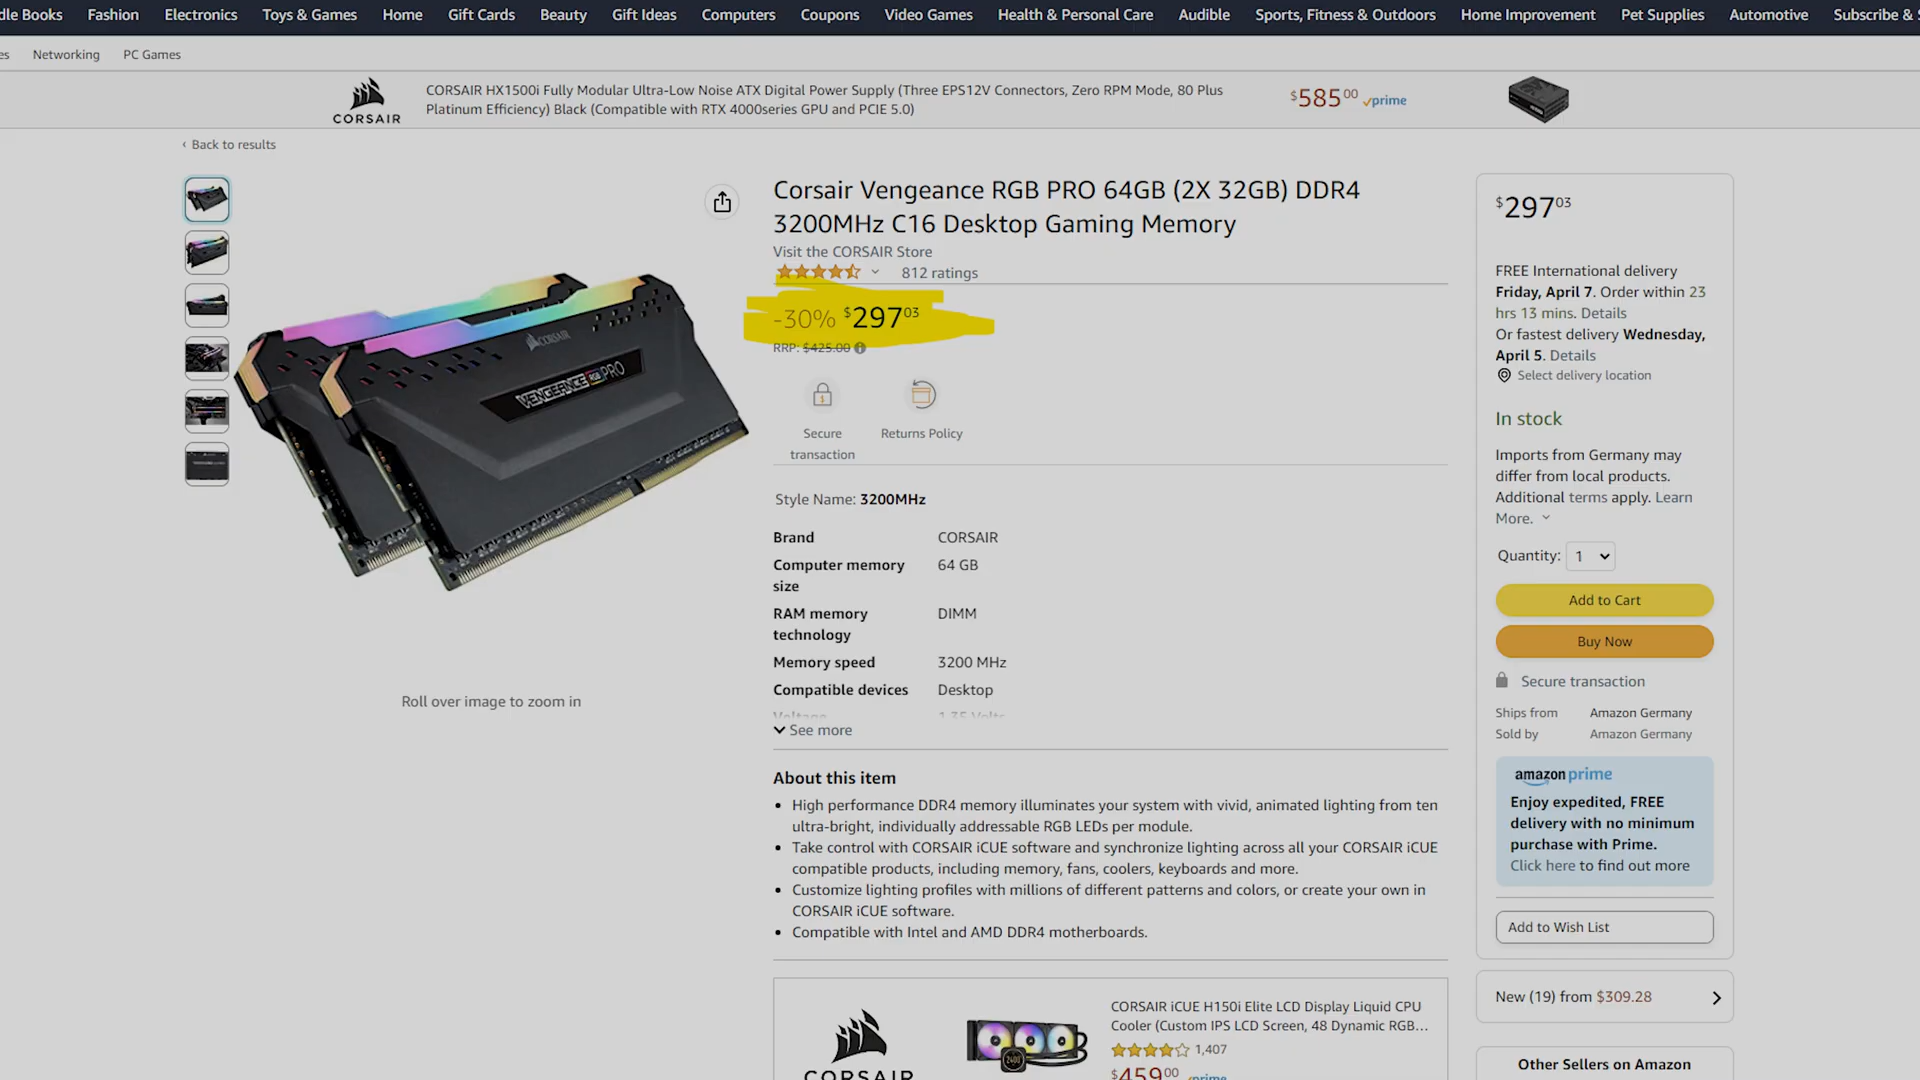 dle Books Fashion Electronics Toys & Games Home Gift Cards Beauty Gift Ideas Computers Coupons Video Games Health & Personal Care Audible Sports, Fitness & Outdoors Home Improvement Pet Supplies Automotive Subscribe & S
es Networking PC Games
CORSAIR
CORSAIR HX1500i Fully Modular Ultra-Low Noise ATX Digital Power Supply (Three EPS12V Connectors, Zero RPM Mode, 80 Plus
Platinum Efficiency) Black (Compatible with RTX 4000series GPU and PCIE 5.0)
$58500 prime
‹ Back to results
CORSAIR
VENGEANCE RGB PRO
Roll over image to zoom in
Corsair Vengeance RGB PRO 64GB (2X 32GB) DDR4
3200MHz C16 Desktop Gaming Memory
Visit the CORSAIR Store
812 ratings
-30% $29703
RRP: $425.00
Secure
transaction
Returns Policy
Style Name: 3200MHz
Brand CORSAIR
Computer memory
size
64 GB
RAM memory
technology
DIMM
Memory speed 3200 MHz
Compatible devices Desktop
Voltage 1.35 Volts
See more
About this item
• High performance DDR4 memory illuminates your system with vivid, animated lighting from ten
ultra-bright, individually addressable RGB LEDs per module.
• Take control with CORSAIR iCUE software and synchronize lighting across all your CORSAIR iCUE
compatible products, including memory, fans, coolers, keyboards and more.
• Customize lighting profiles with millions of different patterns and colors, or create your own in
CORSAIR iCUE software.
• Compatible with Intel and AMD DDR4 motherboards.
CORSAIR
CORSAIR iCUE H150i Elite LCD Display Liquid CPU
Cooler (Custom IPS LCD Screen, 48 Dynamic RGB...
1,407
$45900 prime
$29703
FREE International delivery
Friday, April 7. Order within 23
hrs 13 mins. Details
Or fastest delivery Wednesday,
April 5. Details
Select delivery location
In stock
Imports from Germany may
differ from local products.
Additional terms apply. Learn
More.
Quantity: 1
Add to Cart
Buy Now
Secure transaction
Ships from Amazon Germany
Sold by Amazon Germany
amazon prime
Enjoy expedited, FREE
delivery with no minimum
purchase with Prime.
Click here to find out more
Add to Wish List
New (19) from $309.28
Other Sellers on Amazon